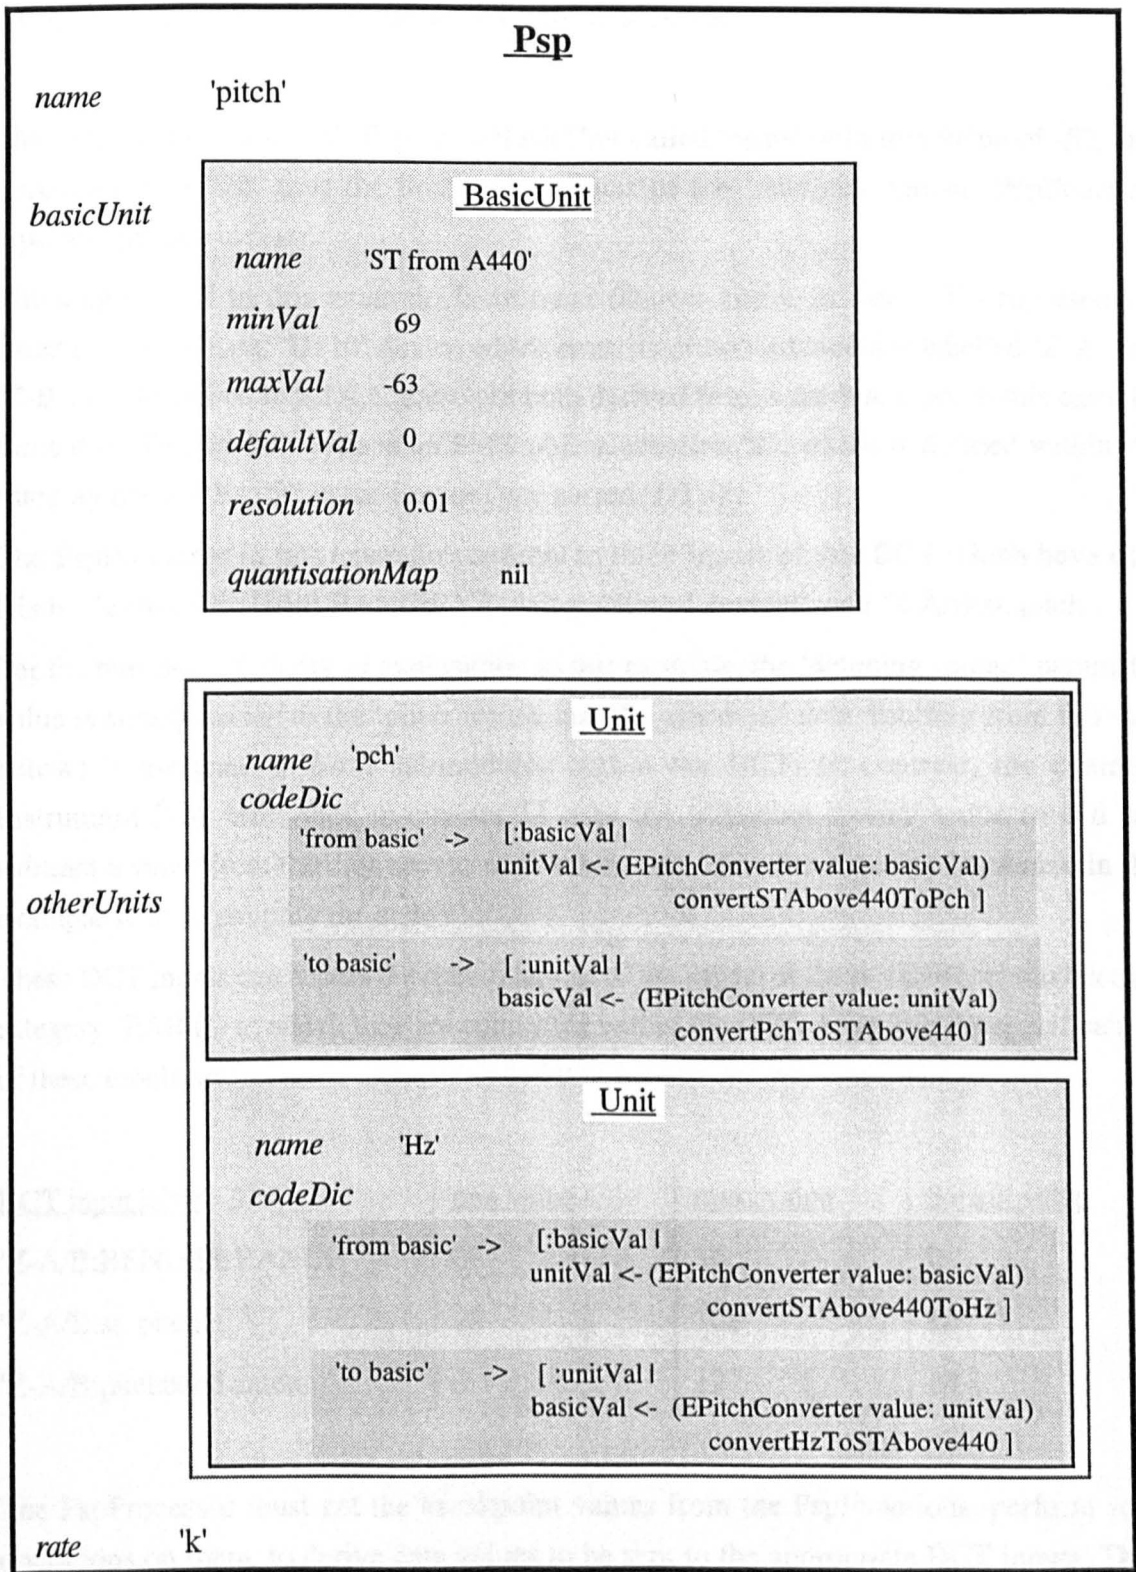 Psp
name 'pitch'
basicUnit
BasicUnit
name 'ST from A440'
minVal 69
maxVal -63
defaultVal 0
resolution 0.01
quantisationMap nil
otherUnits
Unit
name 'pch'
codeDic
'from basic' -> [:basicVal |
unitVal <- (EPitchConverter value: basicVal)
convertSTAbove440ToPch ]
'to basic' -> [ :unitVal |
basicVal <- (EPitchConverter value: unitVal)
convertPchToSTAbove440 ]
Unit
name 'Hz'
codeDic
'from basic' -> [:basicVal |
unitVal <- (EPitchConverter value: basicVal)
convertSTAbove440ToHz ]
'to basic' -> [ :unitVal |
basicVal <- (EPitchConverter value: unitVal)
convertHzToSTAbove440 ]
rate 'k'